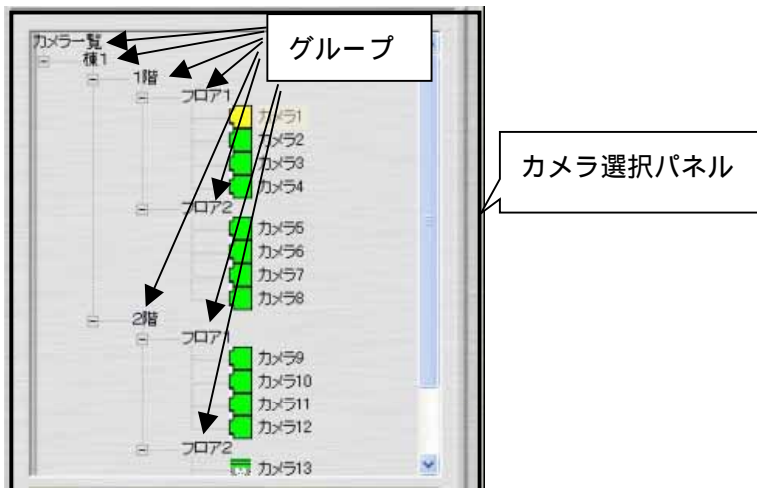 カメラ一覧
グループ
棟1
1階
フロア1
カメラ1
カメラ2
カメラ3
カメラ4
フロア2
カメラ5
カメラ6
カメラ7
カメラ8
2階
フロア1
カメラ9
カメラ10
カメラ11
カメラ12
フロア2
カメラ13
カメラ選択パネル